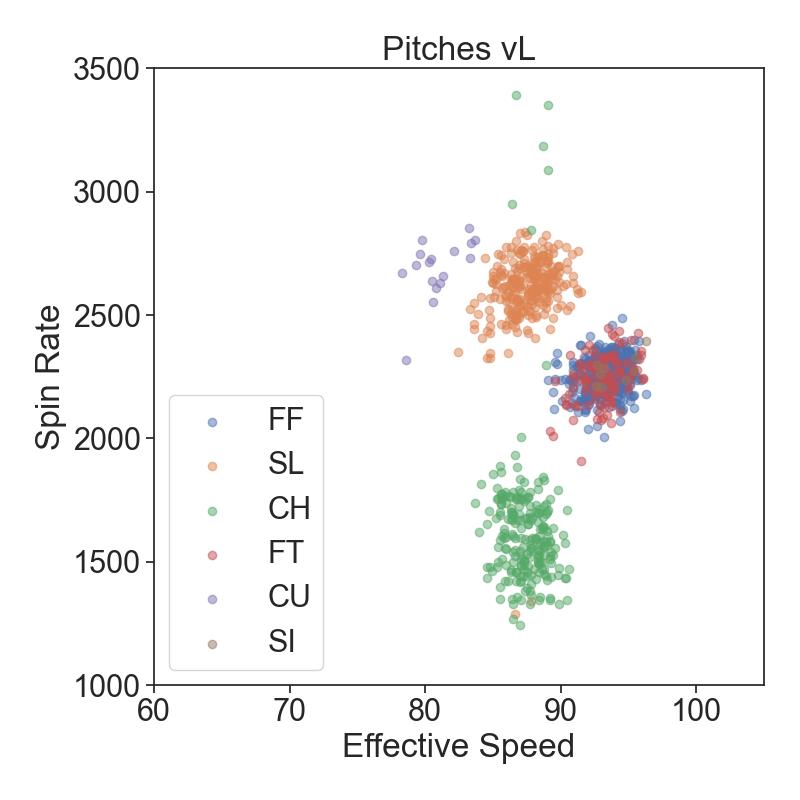 Pitches vL
3500
3000
2500
2000
1500
1000
Spin Rate
FF
SL
CH
FT
CU
SI
60 70 80 90 100
Effective Speed